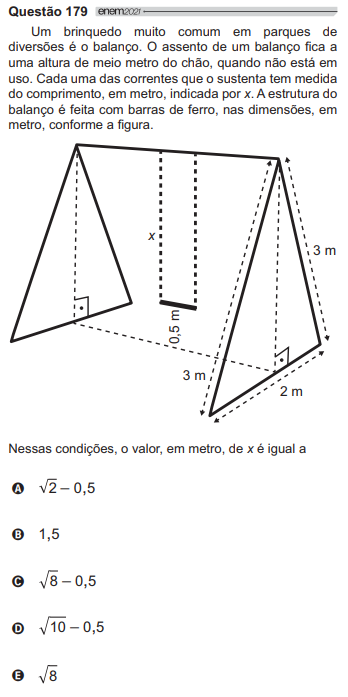 Questão 179 enem2021
Um brinquedo muito comum em parques de
diversões é o balanço. O assento de um balanço fica a
uma altura de meio metro do chão, quando não está em
uso. Cada uma das correntes que o sustenta tem medida
do comprimento, em metro, indicada por x. A estrutura do
balanço é feita com barras de ferro, nas dimensões, em
metro, conforme a figura.
x
3 m
0,5 m
3 m
2 m
Nessas condições, o valor, em metro, de x é igual a
A √2 – 0,5
B 1,5
C √8 – 0,5
D √10 – 0,5
E √8